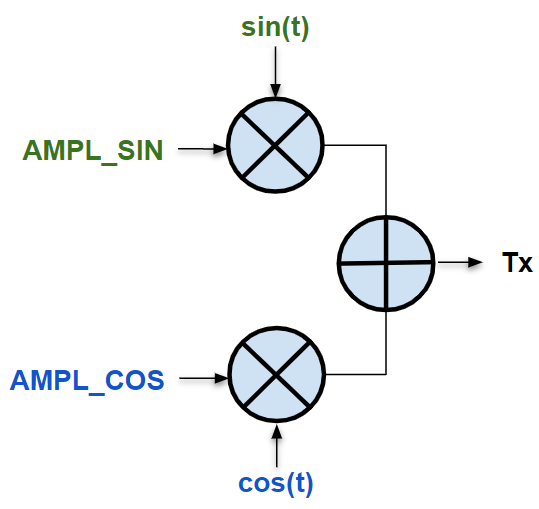 sin(t)
AMPL_SIN
Tx
AMPL_COS
cos(t)